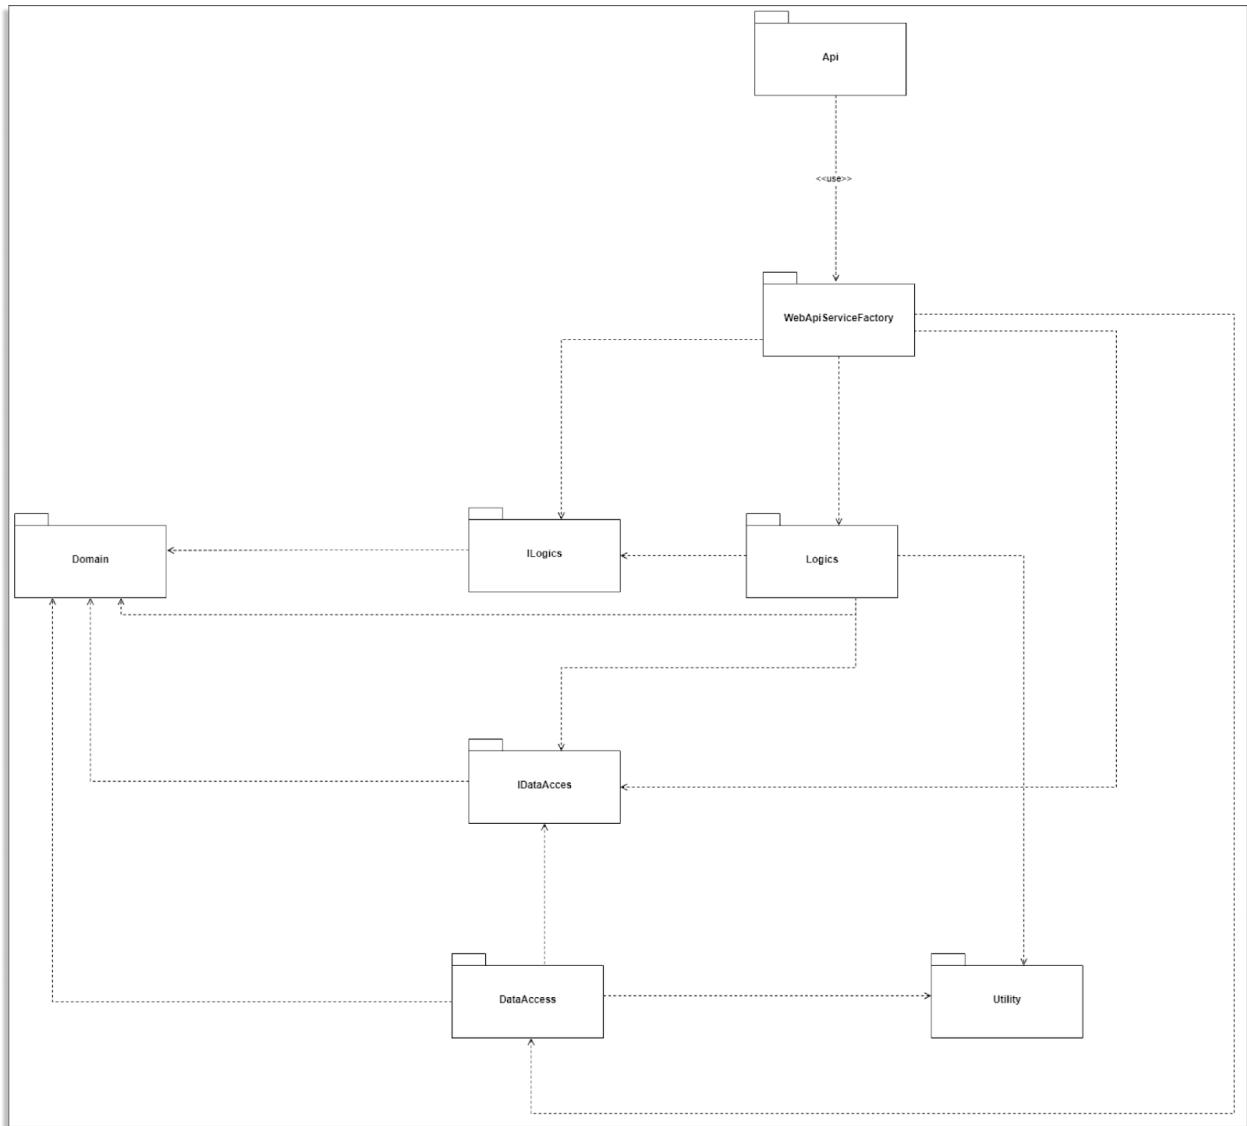 Api
<<use>>
WebApiServiceFactory
Domain
ILogics
Logics
IDataAcces
DataAccess
Utility